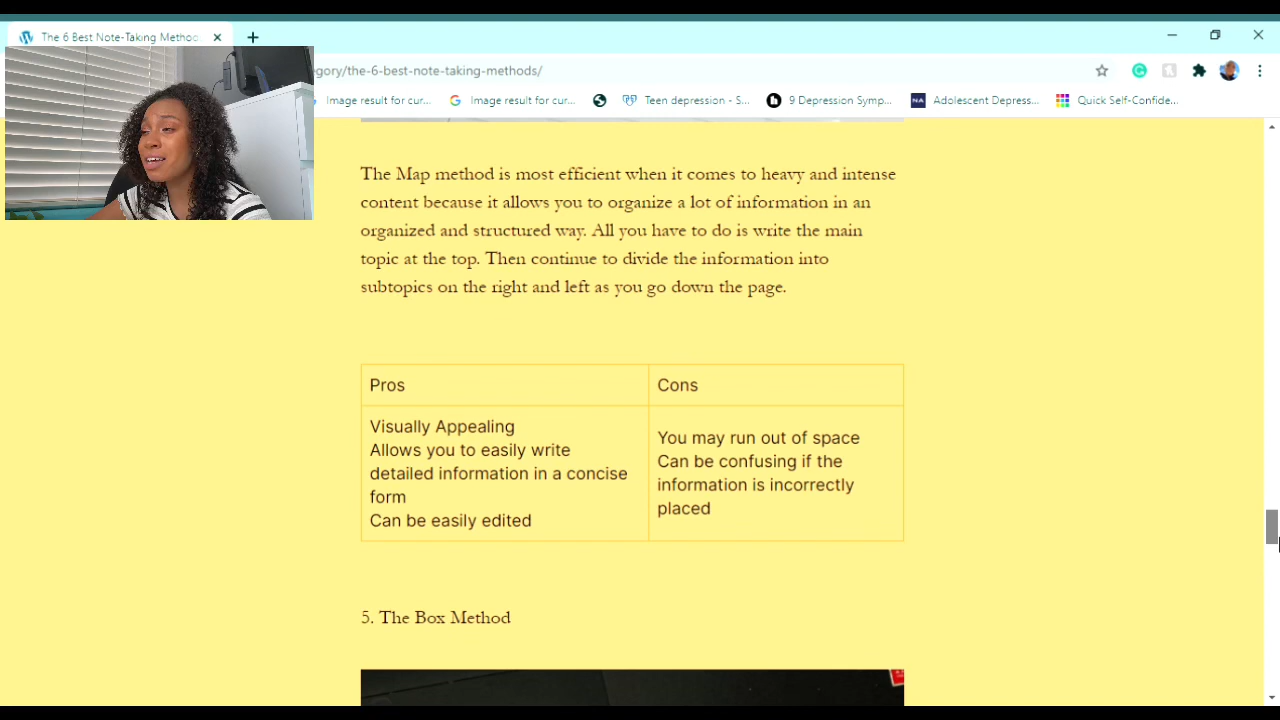 The 6 Best Note-Taking Method
egory/the-6-best-note-taking-methods/
Image result for cur...
Image result for cur...
Teen depression - S...
9 Depression Symp...
NA
Adolescent Depress...
Quick Self-Confide...
The Map method is most efficient when it comes to heavy and intense
content because it allows you to organize a lot of information in an
organized and structured way. All you have to do is write the main
topic at the top. Then continue to divide the information into
subtopics on the right and left as you go down the page.
Pros
Cons
Visually Appealing
Allows you to easily write
detailed information in a concise
form
Can be easily edited
You may run out of space
Can be confusing if the
information is incorrectly
placed
5. The Box Method